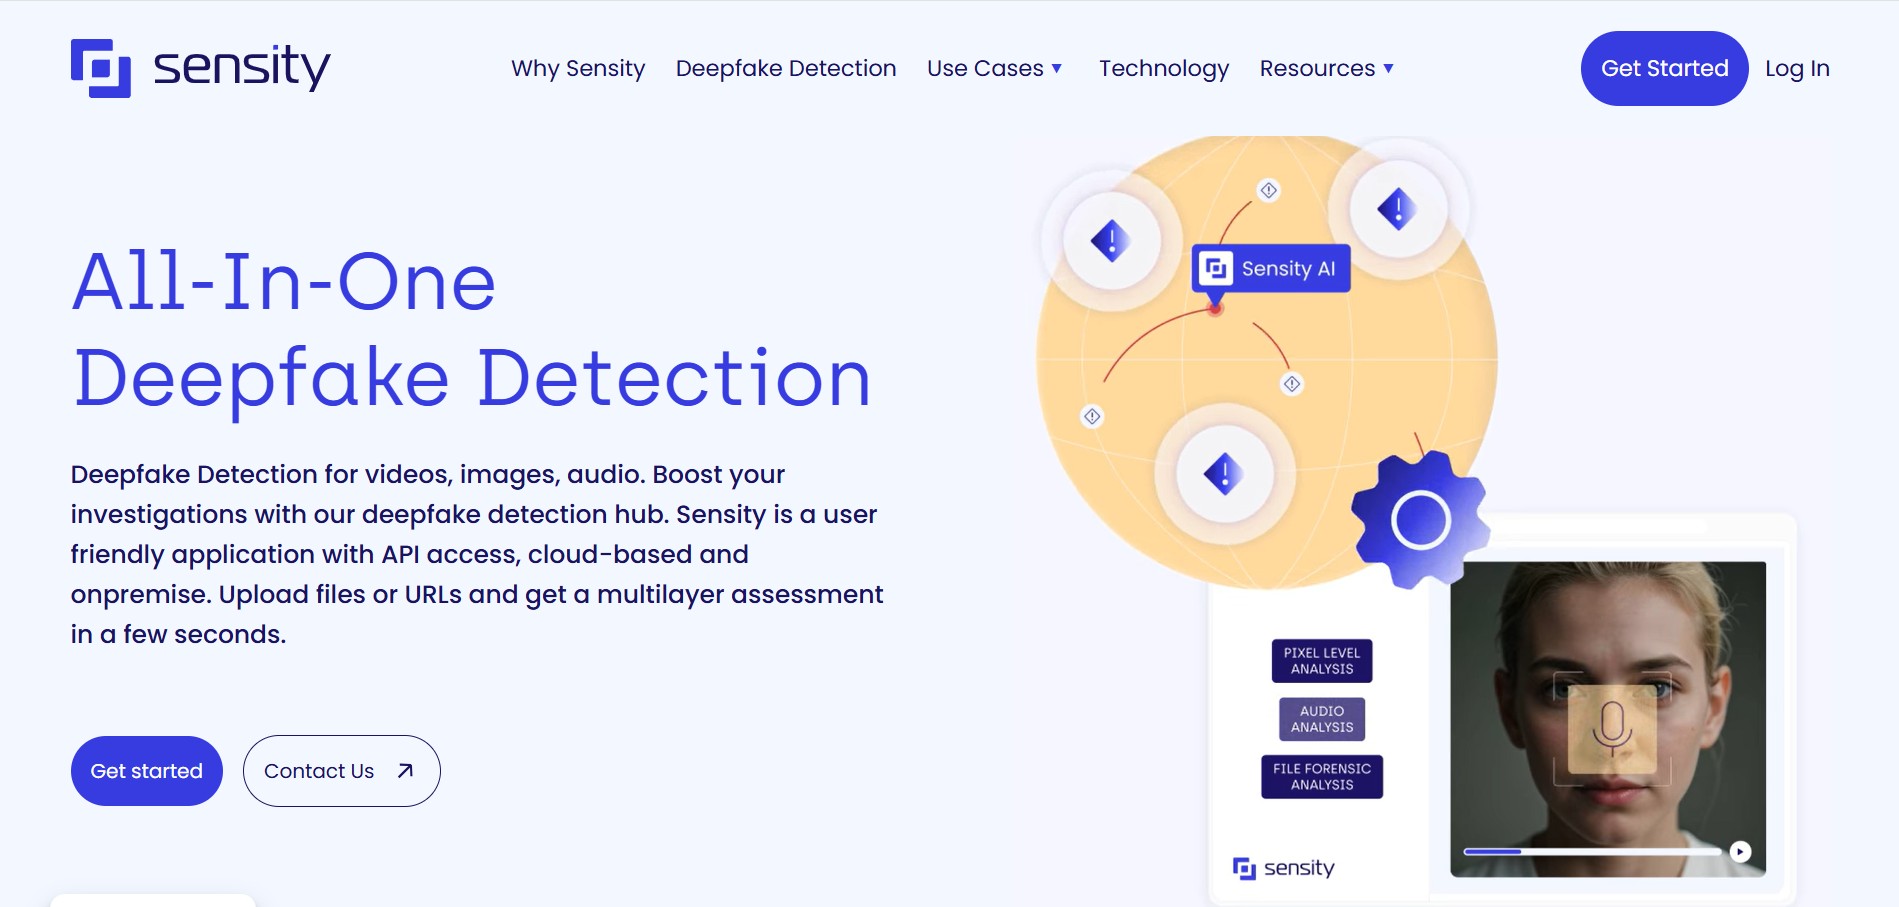 sensity
Why Sensity
Deepfake Detection
Use Cases
Technology
Resources
Get Started
Log In
All-In-One
Deepfake Detection
Deepfake Detection for videos, images, audio. Boost your
investigations with our deepfake detection hub. Sensity is a user
friendly application with API access, cloud-based and
onpremise. Upload files or URLs and get a multilayer assessment
in a few seconds.
Get started
Contact Us
Sensity AI
PIXEL LEVEL
ANALYSIS
AUDIO
ANALYSIS
FILE FORENSIC
ANALYSIS
sensity